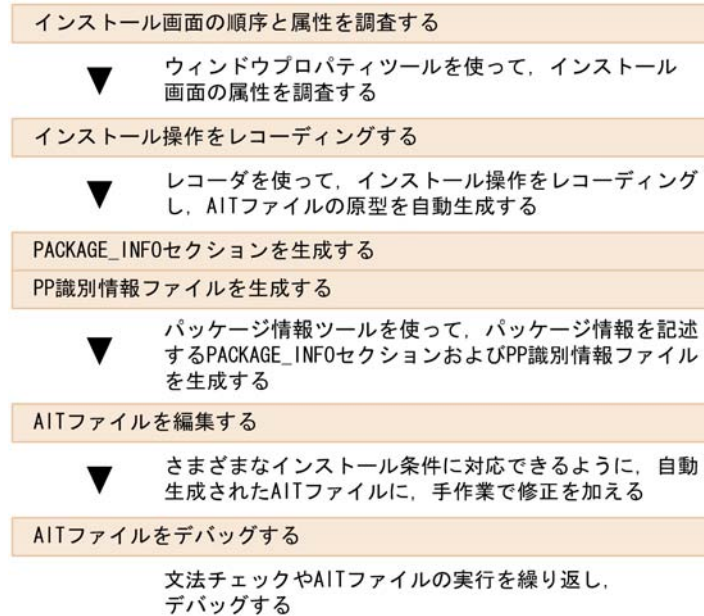 インストール画面の順序と属性を調査する
ウィンドウプロパティツールを使って，インストール
画面の属性を調査する
インストール操作をレコーディングする
レコーダを使って，インストール操作をレコーディング
し，AITファイルの原型を自動生成する
PACKAGE_INFOセクションを生成する
PP識別情報ファイルを生成する
パッケージ情報ツールを使って，パッケージ情報を記述
するPACKAGE_INFOセクションおよびPP識別情報ファイル
を生成する
AITファイルを編集する
さまざまなインストール条件に対応できるように，自動
生成されたAITファイルに，手作業で修正を加える
AITファイルをデバッグする
文法チェックやAITファイルの実行を繰り返し，
デバッグする